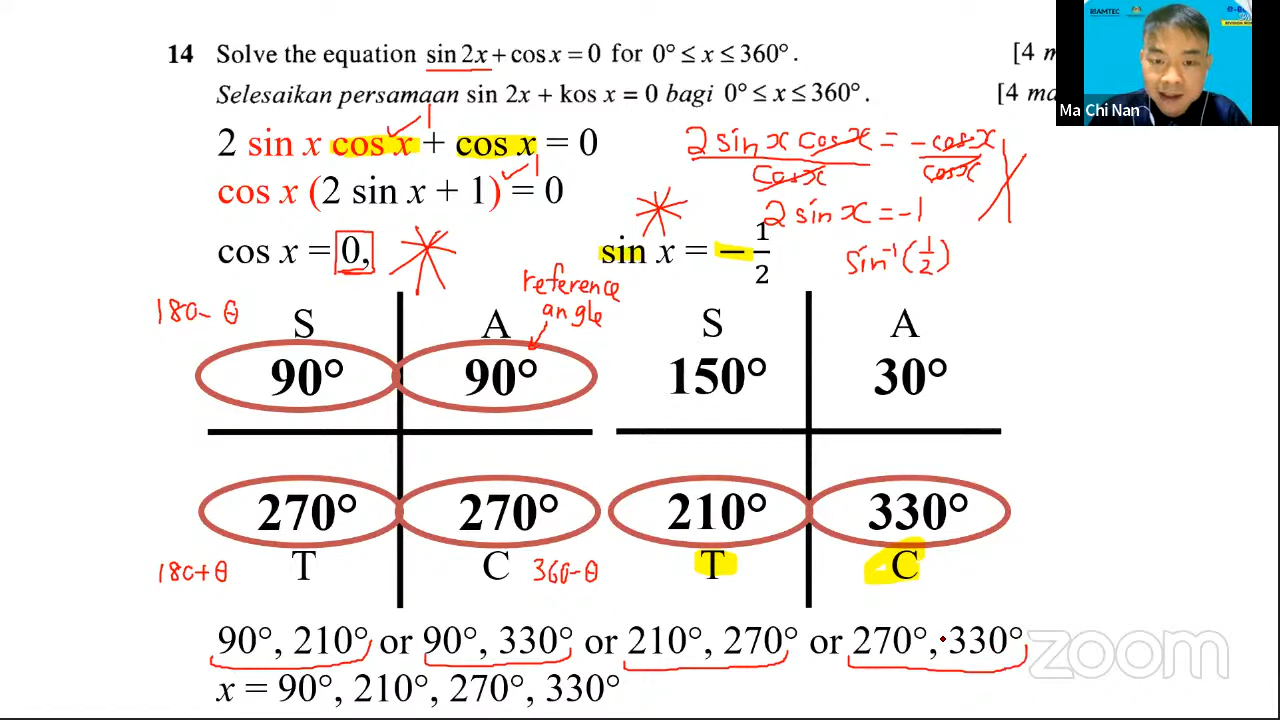 14 Solve the equation sin 2x + cos x = 0 for 0° ≤ x ≤ 360°. [4 m
Selesaikan persamaan sin 2x + kos x = 0 bagi 0° ≤ x ≤ 360°. [4 ma
RIAMTEC
Ma Chi Nan
2 sin x cos x + cos x = 0
1
2 sin x cos x = - cos x
cos x cos x
cos x (2 sin x + 1) = 0
1
2 sin x = -1
cos x = 0,
sin x = − 1/2
sin⁻¹(1/2)
reference
angle
180- θ
S A
S A
90° 90°
150° 30°
270° 270°
210° 330°
180+θ T C 360-θ
T C
90°, 210° or 90°, 330° or 210°, 270° or 270°, 330°
zoom
x = 90°, 210°, 270°, 330°